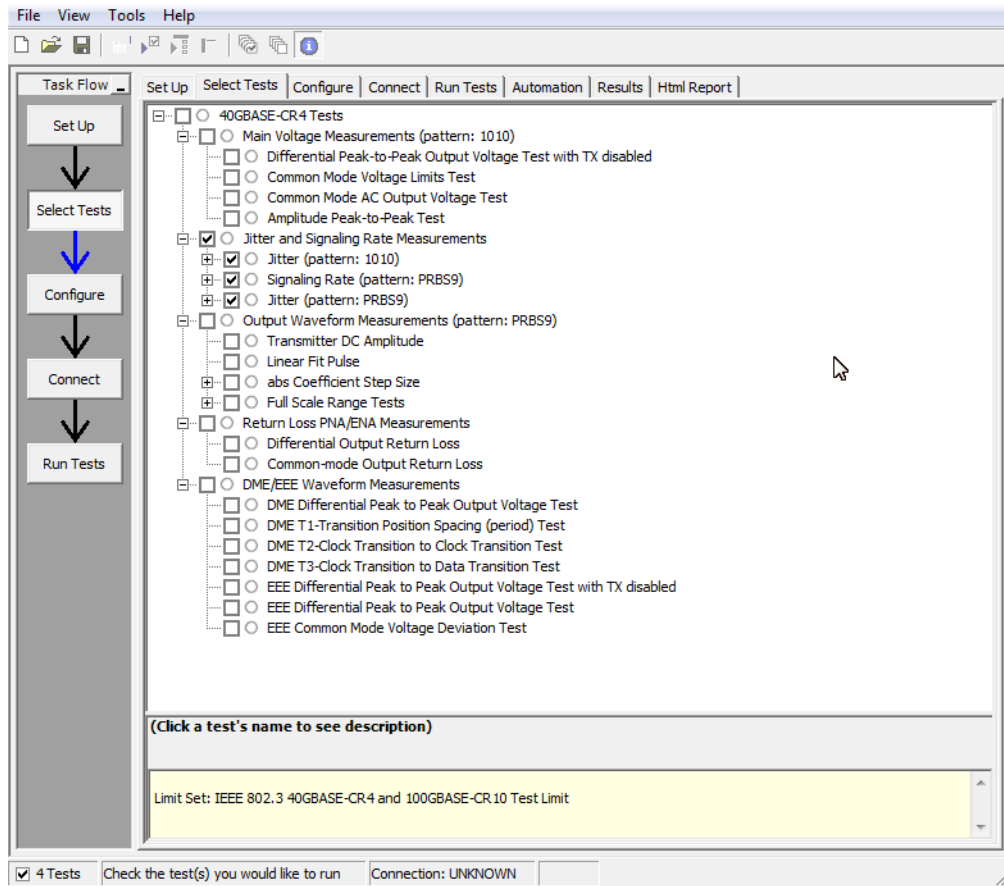 File View Tools Help
Task Flow
Set Up Select Tests Configure Connect Run Tests Automation Results Html Report
Set Up
Select Tests
Configure
Connect
Run Tests
40GBASE-CR4 Tests
Main Voltage Measurements (pattern: 1010)
Differential Peak-to-Peak Output Voltage Test with TX disabled
Common Mode Voltage Limits Test
Common Mode AC Output Voltage Test
Amplitude Peak-to-Peak Test
Jitter and Signaling Rate Measurements
Jitter (pattern: 1010)
Signaling Rate (pattern: PRBS9)
Jitter (pattern: PRBS9)
Output Waveform Measurements (pattern: PRBS9)
Transmitter DC Amplitude
Linear Fit Pulse
abs Coefficient Step Size
Full Scale Range Tests
Return Loss PNA/ENA Measurements
Differential Output Return Loss
Common-mode Output Return Loss
DME/EEE Waveform Measurements
DME Differential Peak to Peak Output Voltage Test
DME T1-Transition Position Spacing (period) Test
DME T2-Clock Transition to Clock Transition Test
DME T3-Clock Transition to Data Transition Test
EEE Differential Peak to Peak Output Voltage Test with TX disabled
EEE Differential Peak to Peak Output Voltage Test
EEE Common Mode Voltage Deviation Test
(Click a test's name to see description)
Limit Set: IEEE 802.3 40GBASE-CR4 and 100GBASE-CR10 Test Limit
4 Tests Check the test(s) you would like to run Connection: UNKNOWN